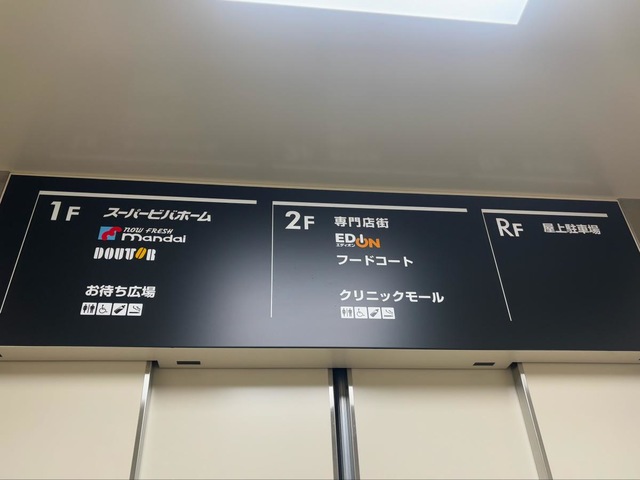 1F
スーパービバホーム
NOW FRESH
mandai
DOUTOR
お待ち広場
2F
専門店街
EDION
エディオン
フードコート
クリニックモール
RF
屋上駐車場